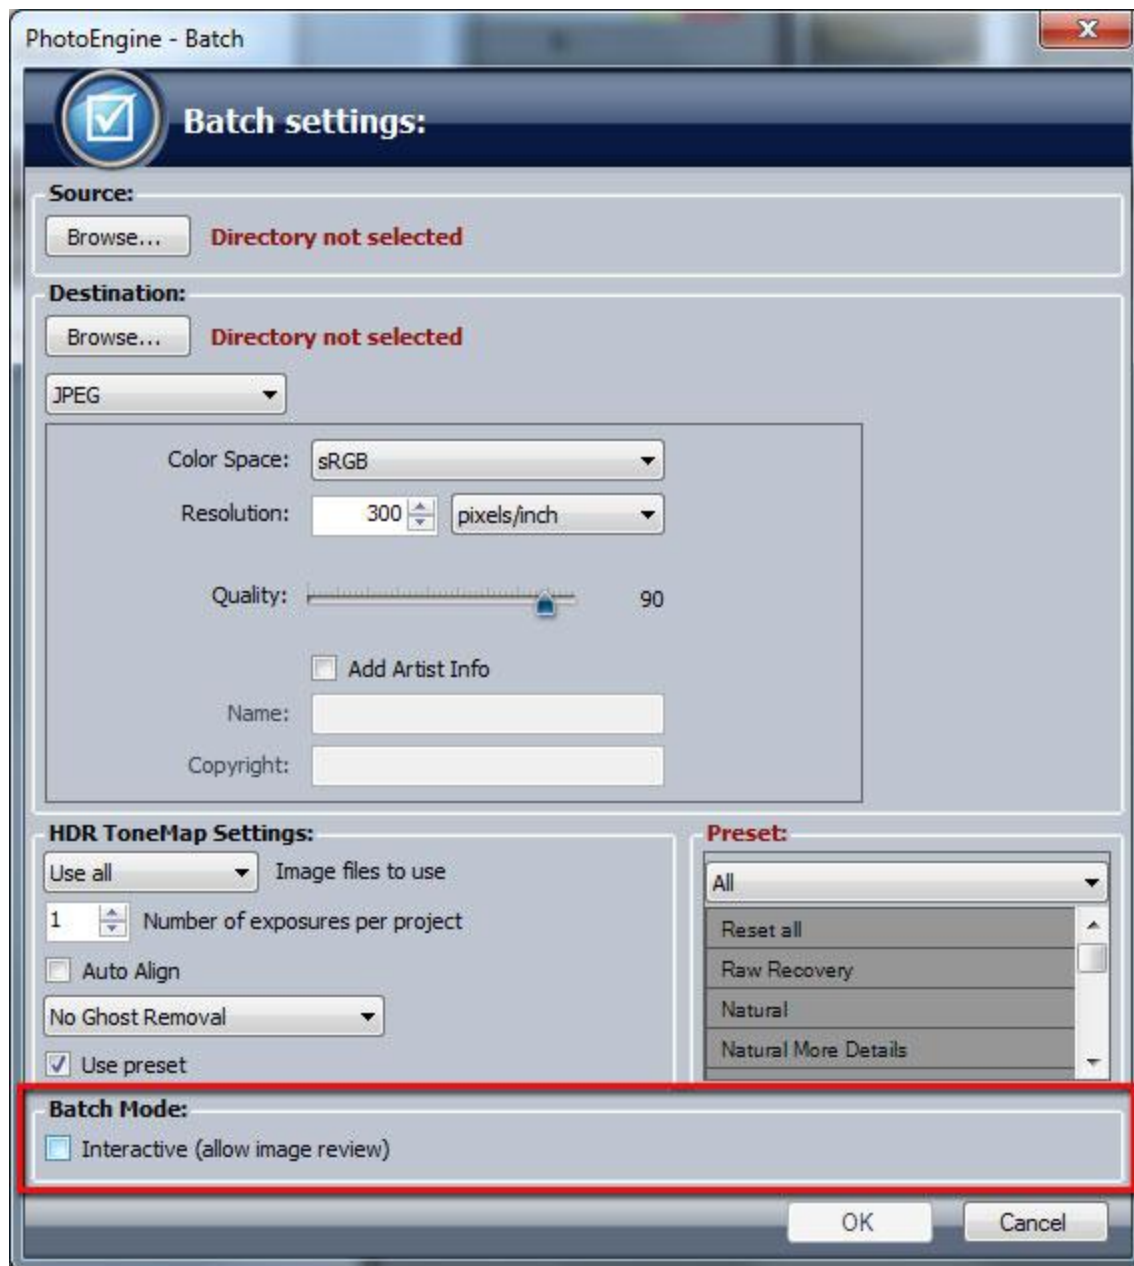 PhotoEngine - Batch
Batch settings:
Source:
Browse... Directory not selected
Destination:
Browse... Directory not selected
JPEG
Color Space: sRGB
Resolution: 300 pixels/inch
Quality: 90
Add Artist Info
Name:
Copyright:
HDR ToneMap Settings:
Use all Image files to use
1 Number of exposures per project
Auto Align
No Ghost Removal
Use preset
Preset:
All
Reset all
Raw Recovery
Natural
Natural More Details
Batch Mode:
Interactive (allow image review)
OK Cancel